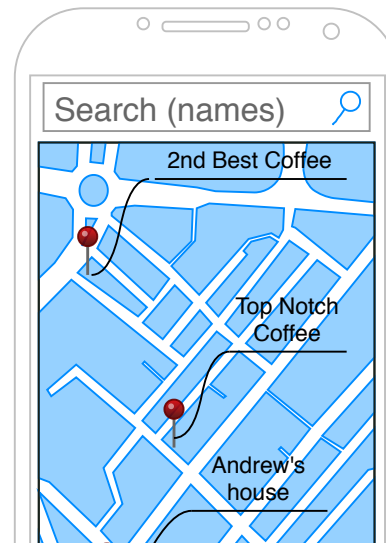 Search (names)
2nd Best Coffee
Top Notch
Coffee
Andrew's
house